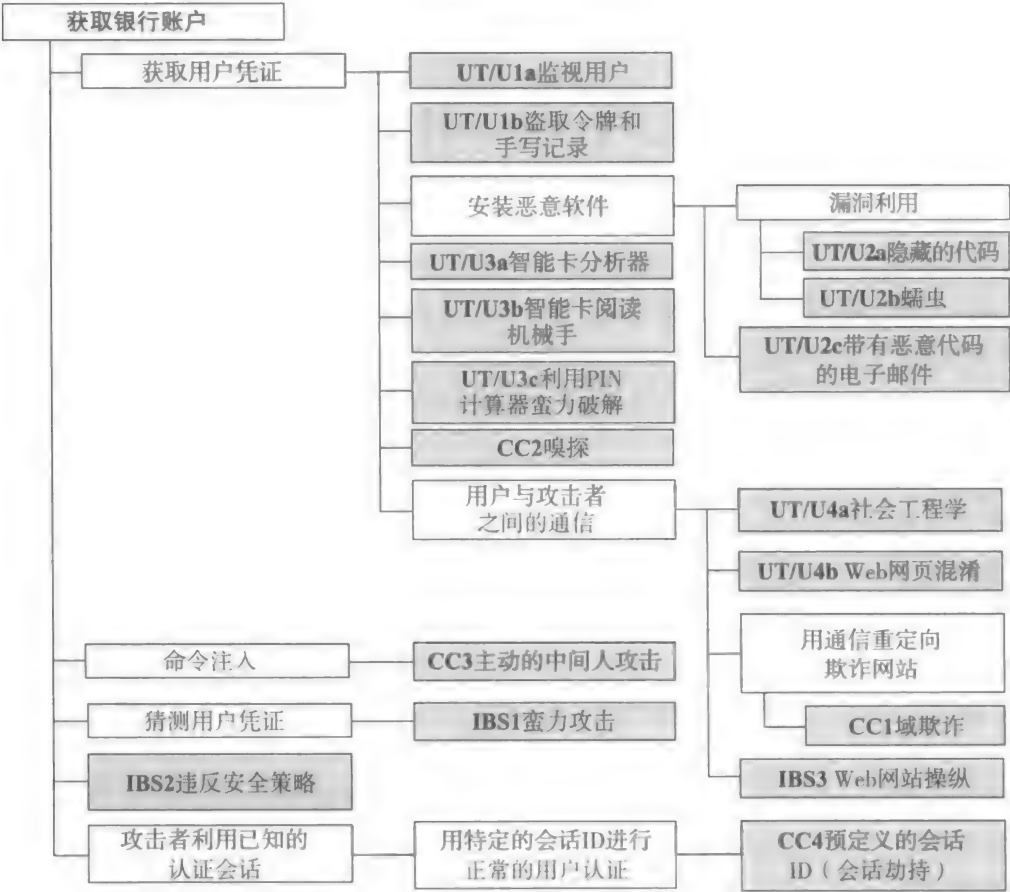 获取银行账户
获取用户凭证
UT/U1a监视用户
UT/U1b盗取令牌和
手写记录
安装恶意软件
漏洞利用
UT/U2a隐藏的代码
UT/U2b蠕虫
UT/U2c带有恶意代码
的电子邮件
UT/U3a智能卡分析器
UT/U3b智能卡阅读
机械手
UT/U3c利用PIN
计算器蛮力破解
CC2嗅探
用户与攻击者
之间的通信
UT/U4a社会工程学
UT/U4b Web网页混淆
用通信重定向
欺诈网站
CC1域欺诈
IBS3 Web网站操纵
命令注入
CC3主动的中间人攻击
猜测用户凭证
IBS1蛮力攻击
IBS2违反安全策略
攻击者利用已知的
认证会话
用特定的会话ID进行
正常的用户认证
CC4预定义的会话
ID（会话劫持）